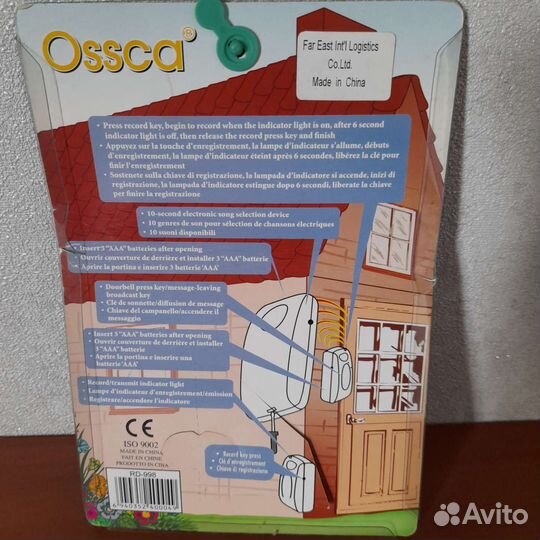 Ossca®
Far East Int'l Logistics
Co,Ltd.
Made in China
• Press record key, begin to record when the indicator light is on, after 6 second
indicator light is off, then release the record press key and finish
• Appuyez sur la touche d'enregistrement, la lampe d'indicateur s'allume, débuts
d'enregistrement, la lampe d'indicateur éteint après 6 secondes, libérez la clé pour
finir l'enregistrement
• Sostenete sulla chiave di registrazione, la lampada d'indicatore si accende, inizi di
registrazione, la lampada d'indicatore estingue dopo 6 secondi, liberate la chiave
per finire la registrazione
• 10-second electronic song selection device
• 10 genres de son pour sélection de chansons électriques
• 10 suoni disponibili
• Insert 3 "AAA" batteries after opening
• Ouvrir couverture de derrière et installer 3 "AAA" batterie
• Aprire la portina e inserire 3 batterie 'AAA'
• Doorbell press key/message-leaving
broadcast key
• Clé de sonnette/diffusion de message
• Chiave del campanello/accendere il
messaggio
• Insert 3 "AAA" batteries after opening
• Ouvrir couverture de derrière et installer
3 "AAA" batterie
• Aprire la portina e inserire una
batterie 'AAA'
• Record/transmit indicator light
• Lampe d'indicateur d'enregistrement/émission
• Registrare/accendere l'indicatore
CE
ISO 9002
MADE IN CHINA
FAIT EN CHINE
PRODOTTO IN CINA
RD-998
6 940352 400049
• Record key press
• Clé d'enregistrement
• Chiave di registrazione
Avito